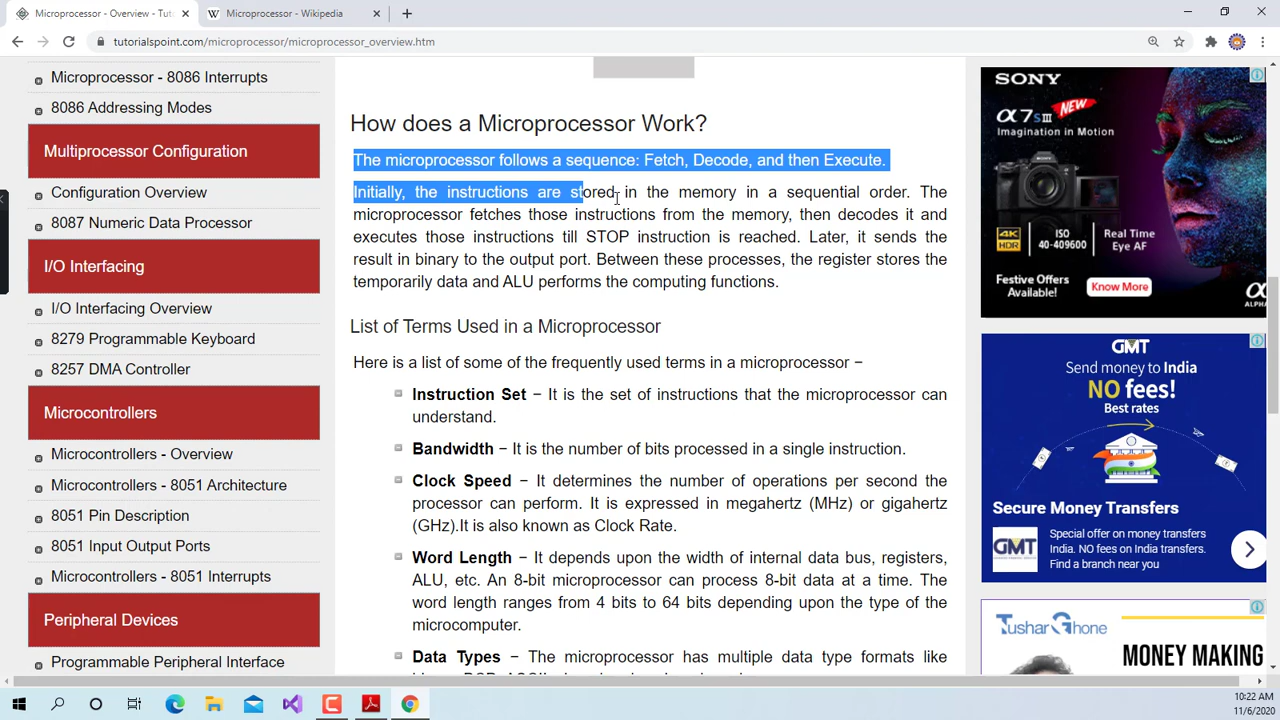 Microprocessor - Overview - Tuto
Microprocessor - Wikipedia
tutorialspoint.com/microprocessor/microprocessor_overview.htm
Microprocessor - 8086 Interrupts
8086 Addressing Modes
Multiprocessor Configuration
Configuration Overview
8087 Numeric Data Processor
I/O Interfacing
I/O Interfacing Overview
8279 Programmable Keyboard
8257 DMA Controller
Microcontrollers
Microcontrollers - Overview
Microcontrollers - 8051 Architecture
8051 Pin Description
8051 Input Output Ports
Microcontrollers - 8051 Interrupts
Peripheral Devices
Programmable Peripheral Interface
How does a Microprocessor Work?
The microprocessor follows a sequence: Fetch, Decode, and then Execute.
Initially, the instructions are stored in the memory in a sequential order. The
microprocessor fetches those instructions from the memory, then decodes it and
executes those instructions till STOP instruction is reached. Later, it sends the
result in binary to the output port. Between these processes, the register stores the
temporarily data and ALU performs the computing functions.
List of Terms Used in a Microprocessor
Here is a list of some of the frequently used terms in a microprocessor −
Instruction Set − It is the set of instructions that the microprocessor can
understand.
Bandwidth − It is the number of bits processed in a single instruction.
Clock Speed − It determines the number of operations per second the
processor can perform. It is expressed in megahertz (MHz) or gigahertz
(GHz).It is also known as Clock Rate.
Word Length − It depends upon the width of internal data bus, registers,
ALU, etc. An 8-bit microprocessor can process 8-bit data at a time. The
word length ranges from 4 bits to 64 bits depending upon the type of the
microcomputer.
Data Types − The microprocessor has multiple data type formats like
SONY
α7sIII NEW
Imagination in Motion
4K HDR
ISO
40-409600
Real Time
Eye AF
Festive Offers
Available!
Know More
ALPHA
GMT
Send money to India
NO fees!
Best rates
Secure Money Transfers
GMT
Special offer on money transfers
India. NO fees on India transfers.
Find a branch near you
TusharGhone
MONEY MAKING
10:22 AM
11/6/2020